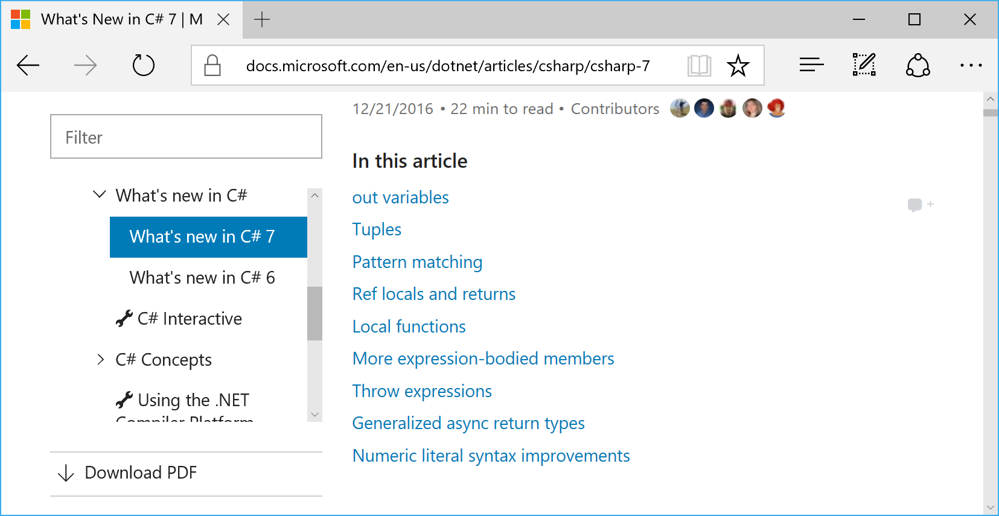 What's New in C# 7 | M
docs.microsoft.com/en-us/dotnet/articles/csharp/csharp-7
12/21/2016 • 22 min to read • Contributors
Filter
What's new in C#
What's new in C# 7
What's new in C# 6
C# Interactive
C# Concepts
Using the .NET
Compiler Platform
Download PDF
In this article
out variables
Tuples
Pattern matching
Ref locals and returns
Local functions
More expression-bodied members
Throw expressions
Generalized async return types
Numeric literal syntax improvements